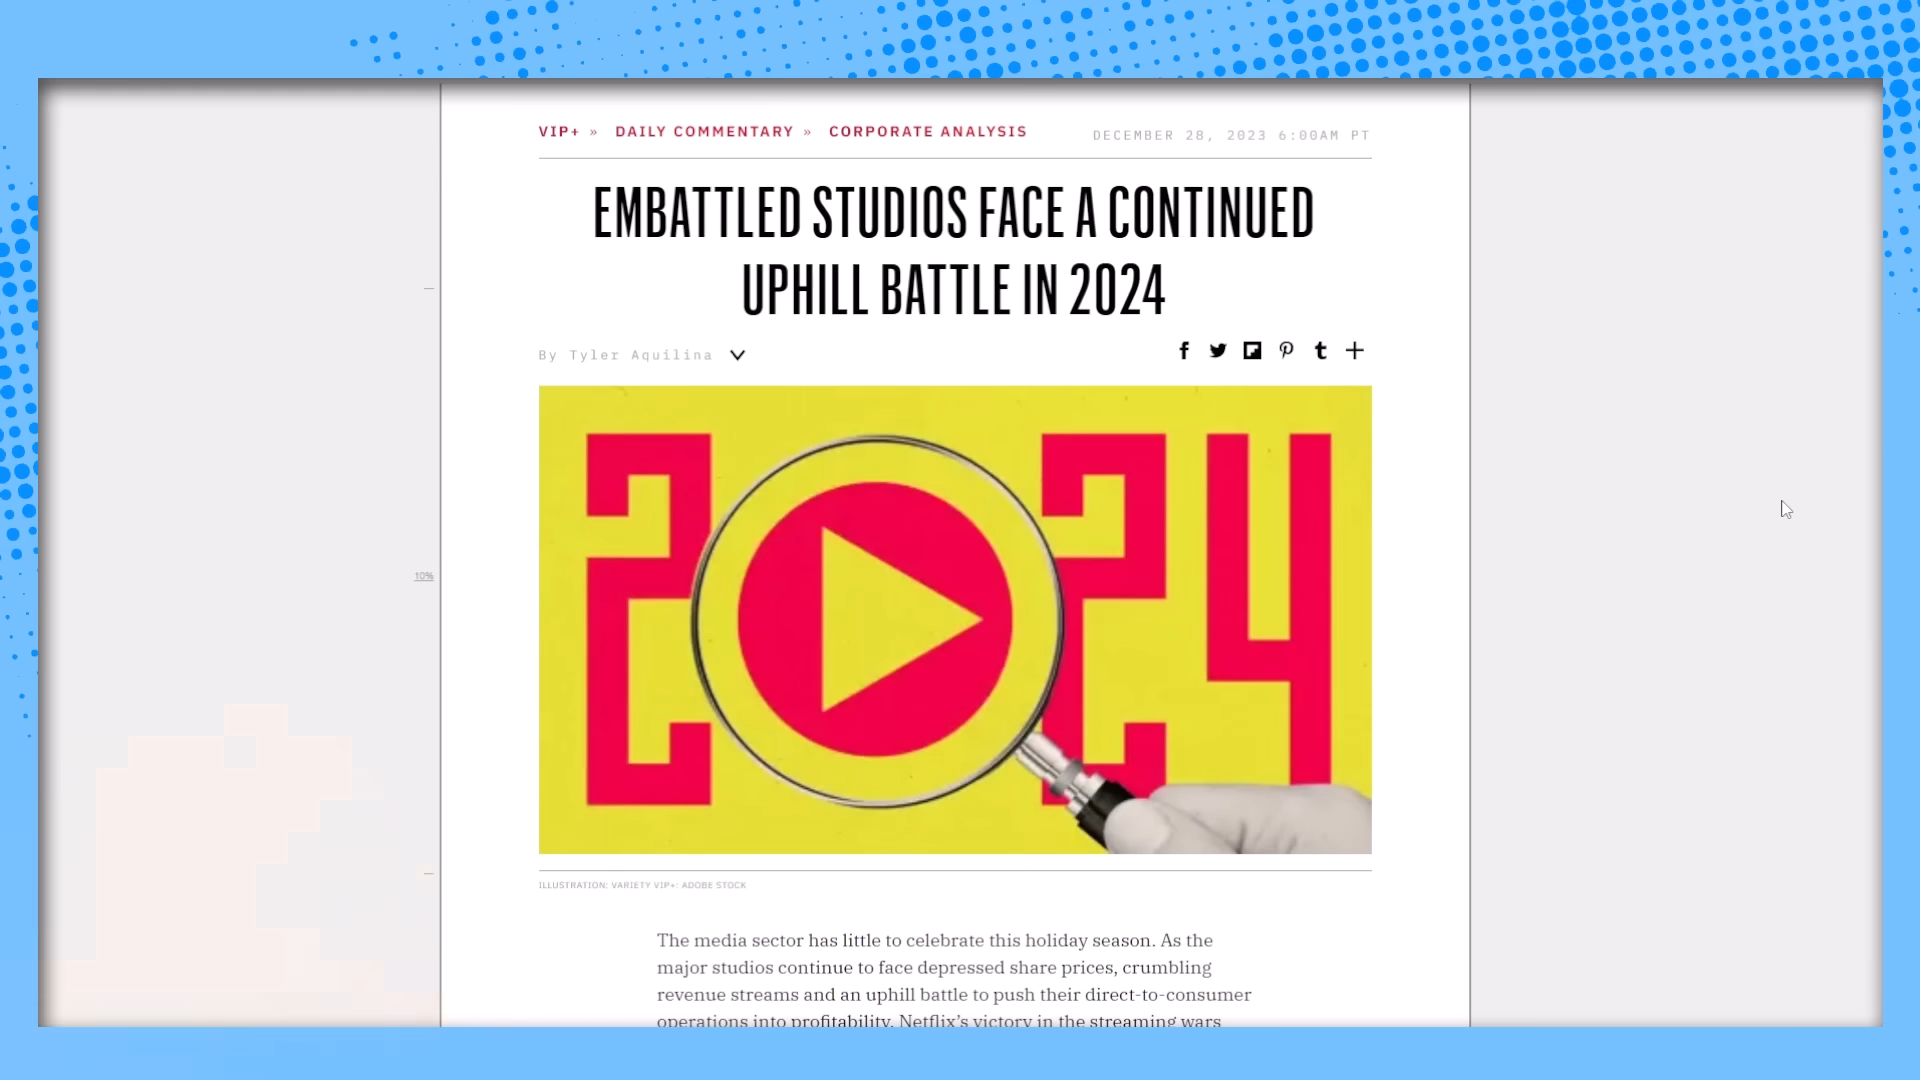 VIP+ » DAILY COMMENTARY » CORPORATE ANALYSIS
DECEMBER 28, 2023 6:00AM PT
EMBATTLED STUDIOS FACE A CONTINUED
UPHILL BATTLE IN 2024
By Tyler Aquilina
2 24
10%
ILLUSTRATION: VARIETY VIP+: ADOBE STOCK
The media sector has little to celebrate this holiday season. As the
major studios continue to face depressed share prices, crumbling
revenue streams and an uphill battle to push their direct-to-consumer
operations into profitability, Netflix’s victory in the streaming wars